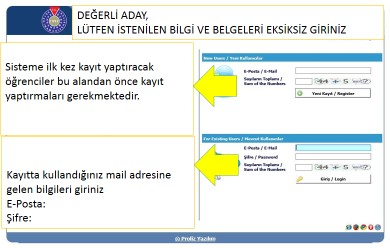 DEĞERLİ ADAY,
LÜTFEN İSTENİLEN BİLGİ VE BELGELERİ EKSİKSİZ GİRİNİZ
Sisteme ilk kez kayıt yaptıracak
öğrenciler bu alandan önce kayıt
yaptırmaları gerekmektedir.
New Users / Yeni Kullanıcılar
E-Posta / E-Mail
Sayıların Toplamı /
Sum of the Numbers
Yeni Kayıt / Register
Kayıtta kullandığınız mail adresine
gelen bilgileri giriniz
E-Posta:
Şifre:
For Existing Users / Mevcut Kullanıcılar
E-Posta / E-Mail
Şifre / Password
Sayıların Toplamı /
Sum of the Numbers
Giriş / Login
(c) Proliz Yazılım